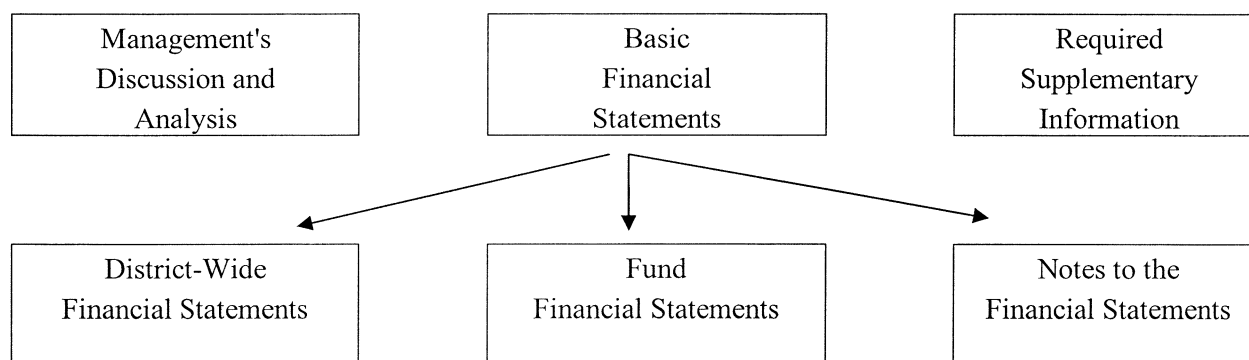 Management's
Discussion and
Analysis
Basic
Financial
Statements
Required
Supplementary
Information
District-Wide
Financial Statements
Fund
Financial Statements
Notes to the
Financial Statements